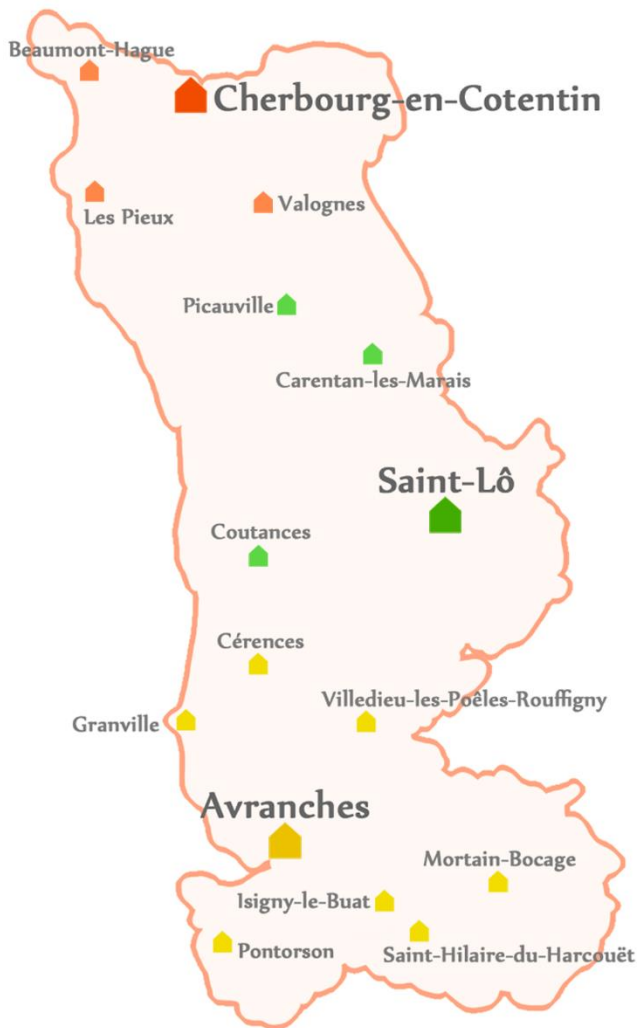 Beaumont-Hague
Cherbourg-en-Cotentin
Les Pieux
Valognes
Picauville
Carentan-les-Marais
Saint-Lô
Coutances
Cérences
Villedieu-les-Poêles-Rouffigny
Granville
Avranches
Mortain-Bocage
Isigny-le-Buat
Pontorson
Saint-Hilaire-du-Harcouët